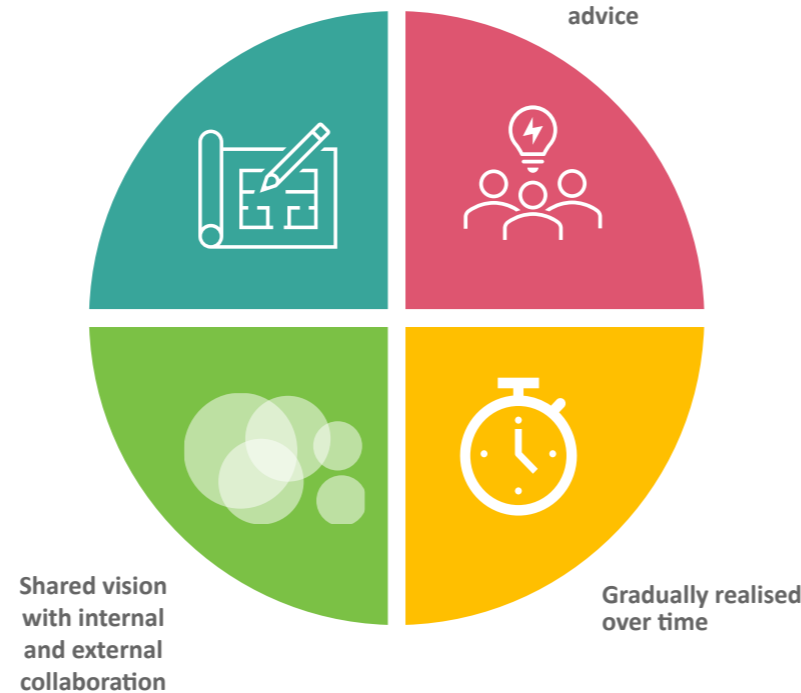 advice
Shared vision
with internal
and external
collaboration
Gradually realised
over time